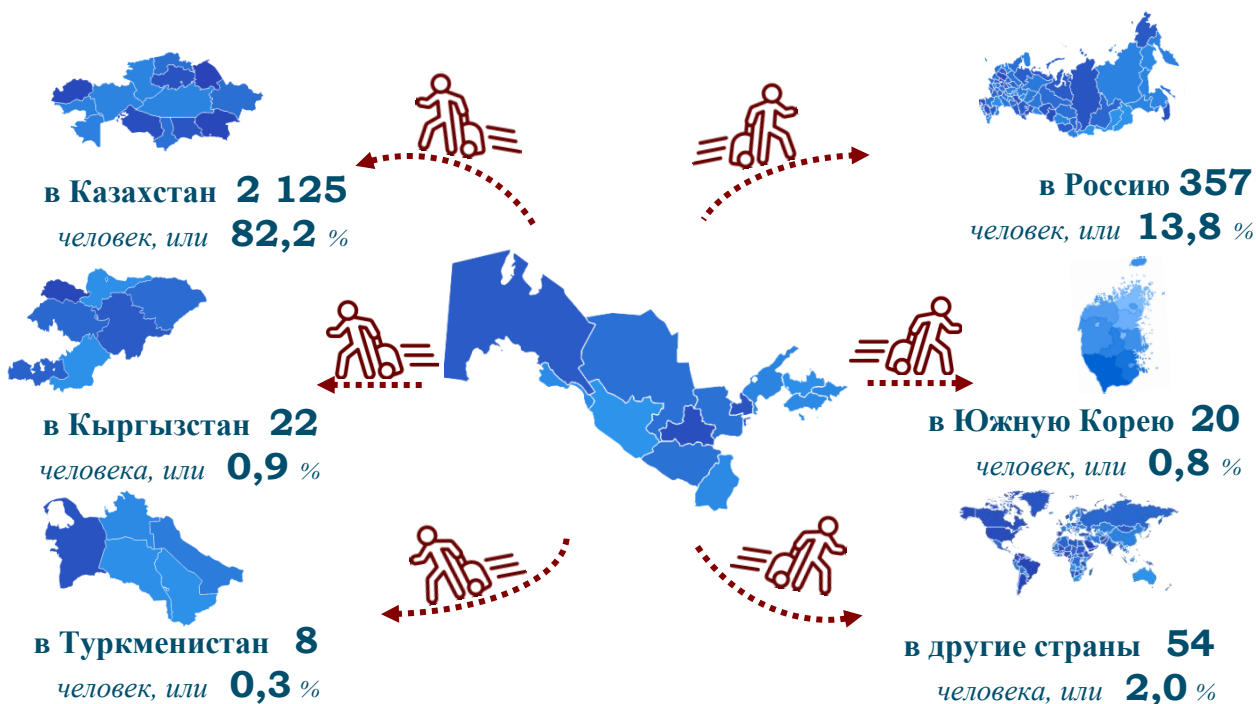 в Казахстан 2 125
человек, или 82,2 %
в Россию 357
человек, или 13,8 %
в Кыргызстан 22
человека, или 0,9 %
в Южную Корею 20
человек, или 0,8 %
в Туркменистан 8
человек, или 0,3 %
в другие страны 54
человека, или 2,0 %